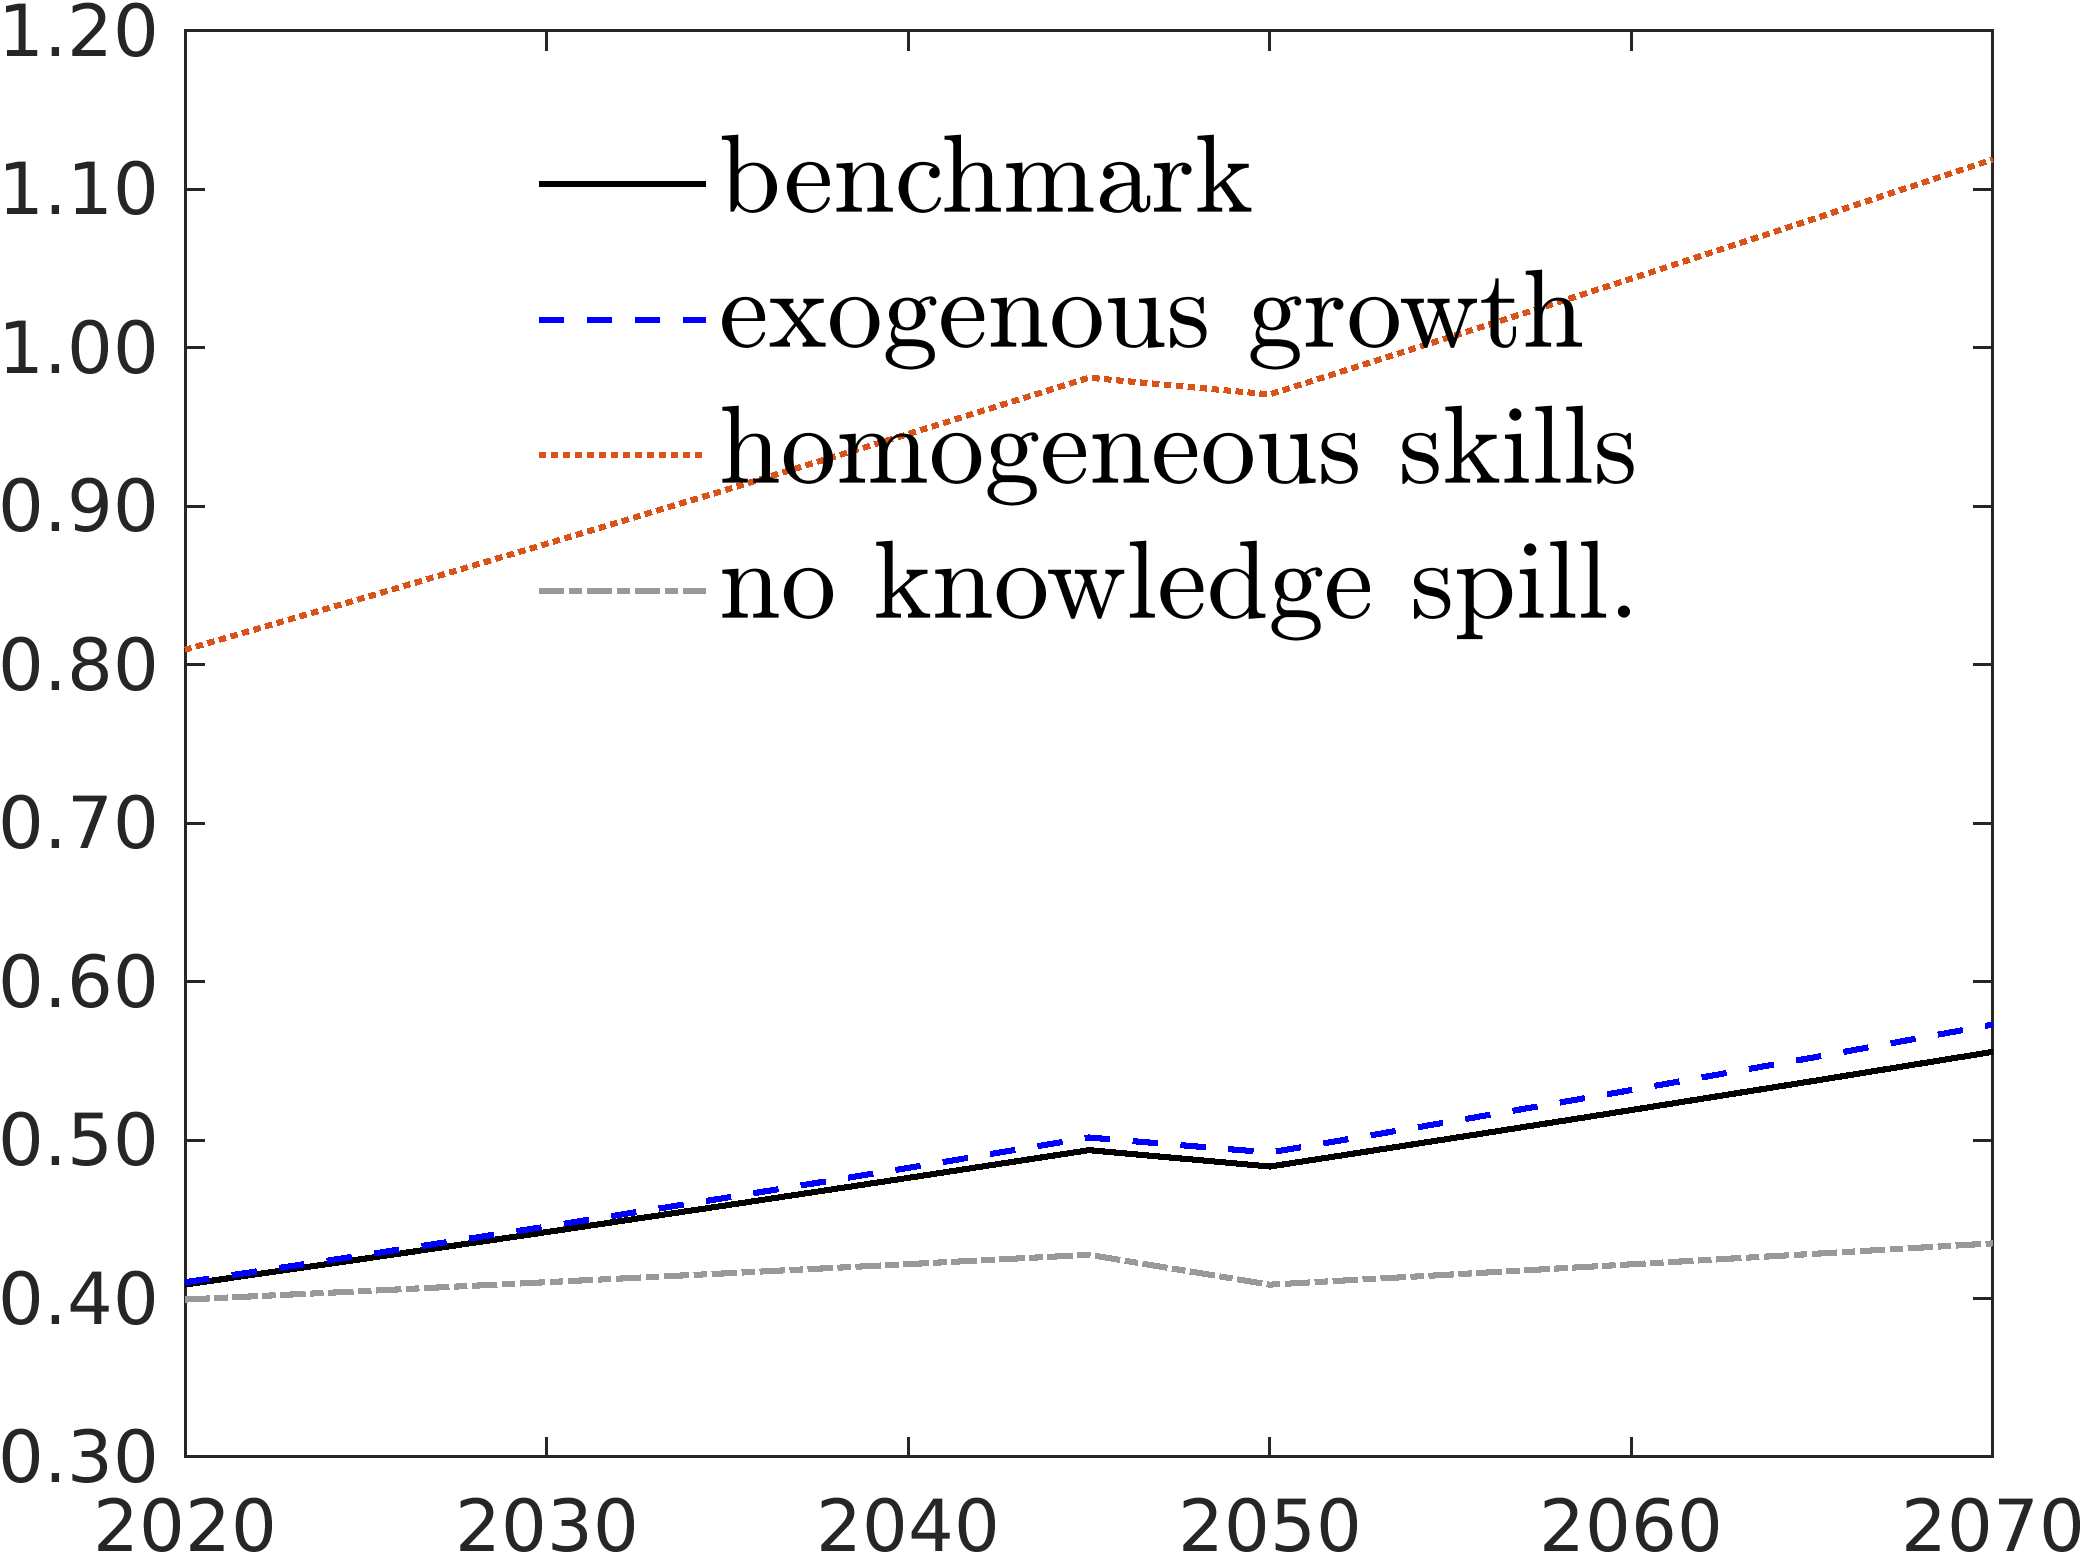 1.20
1.10
1.00
0.90
0.80
0.70
0.60
0.50
0.40
0.30
benchmark
exogenous growth
homogeneous skills
no knowledge spill.
2020 2030 2040 2050 2060 2070